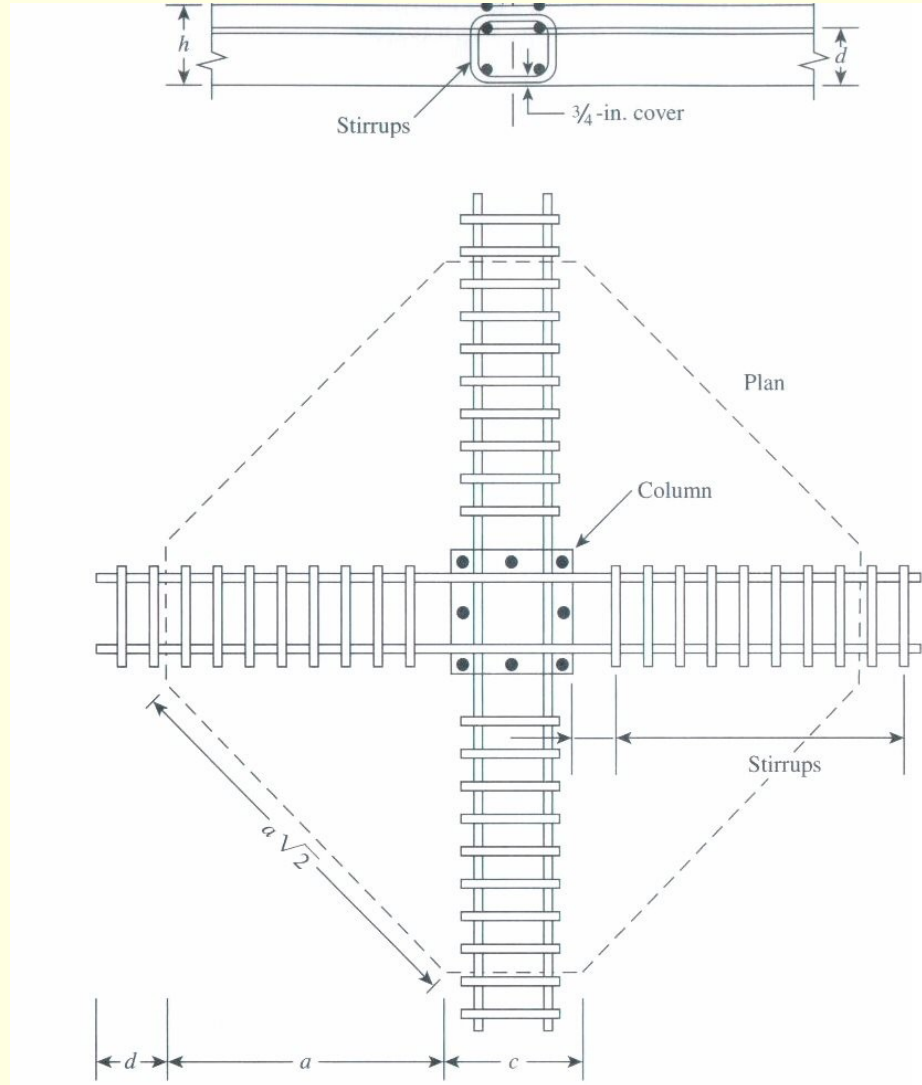 h
d
Stirrups
3/4-in. cover
Plan
Column
Stirrups
a √2
d
a
c